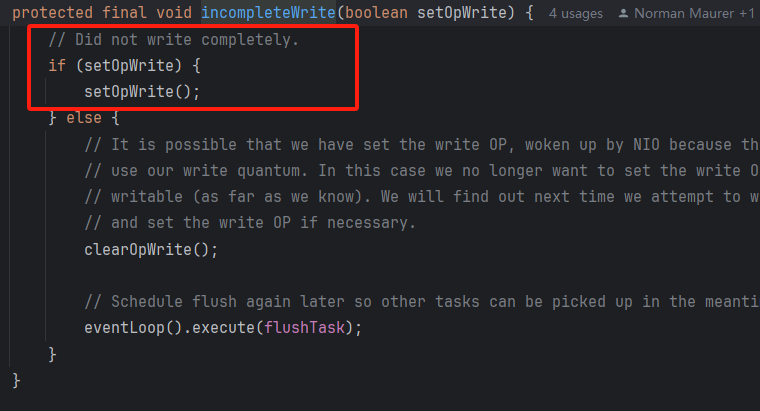 protected final void incompleteWrite(boolean setOpWrite) { 4 usages Norman Maurer +1
// Did not write completely.
if (setOpWrite) {
setOpWrite();
} else {
// It is possible that we have set the write OP, woken up by NIO because th
// use our write quantum. In this case we no longer want to set the write O
// writable (as far as we know). We will find out next time we attempt to w
// and set the write OP if necessary.
clearOpWrite();
// Schedule flush again later so other tasks can be picked up in the meanti
eventLoop().execute(flushTask);
}
}